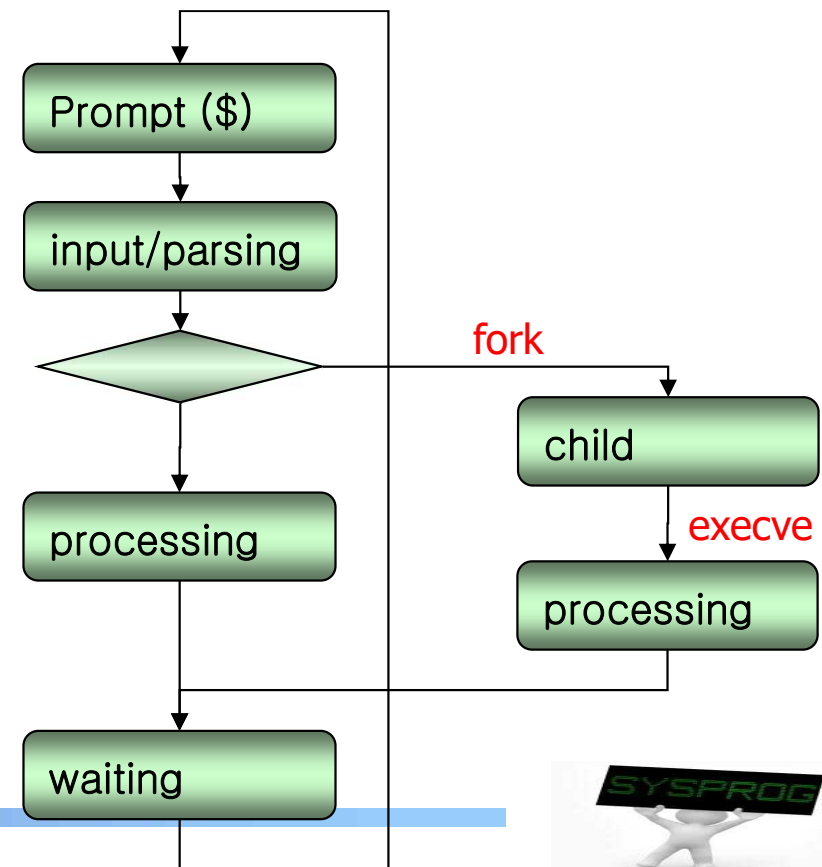 Prompt ($)
input/parsing
fork
child
processing
execve
processing
waiting
SYSPROG